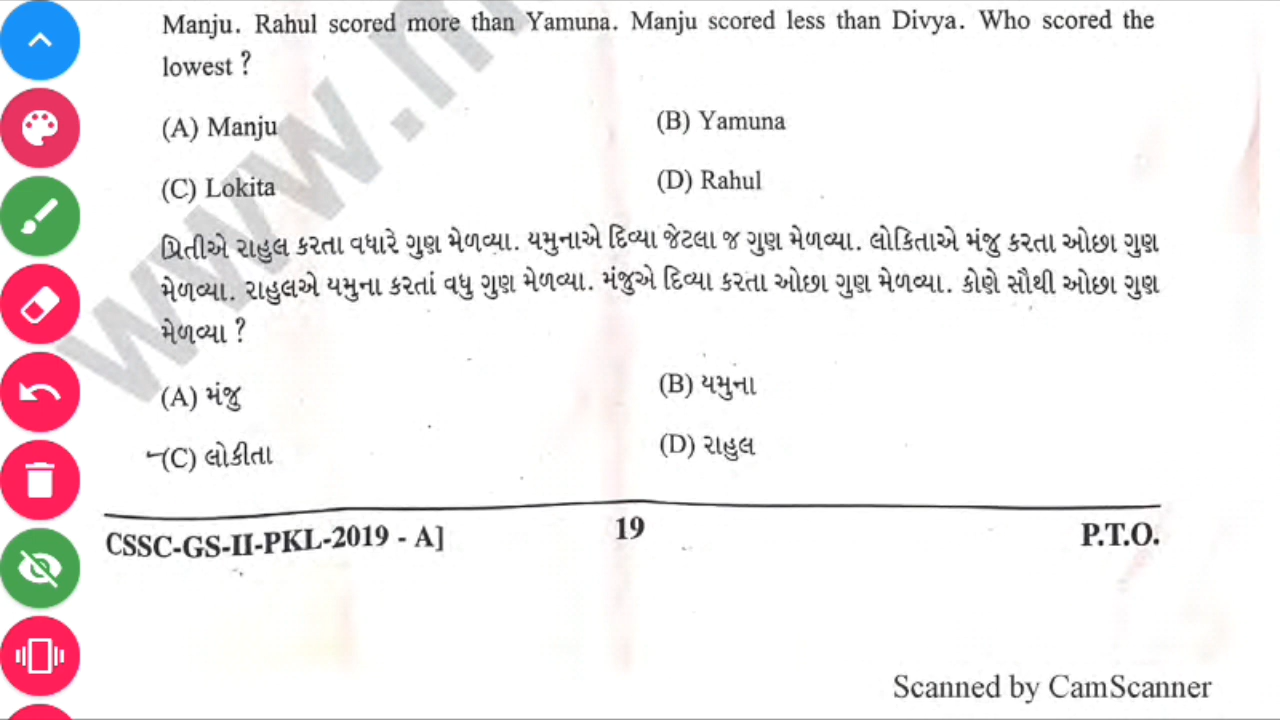 Manju. Rahul scored more than Yamuna. Manju scored less than Divya. Who scored the
lowest ?
(A) Manju
(B) Yamuna
(C) Lokita
(D) Rahul
પ્રિતીએ રાહુલ કરતા વધારે ગુણ મેળવ્યા. યમુનાએ દિવ્યા જેટલા જ ગુણ મેળવ્યા. લોકિતાએ મંજુ કરતા ઓછા ગુણ
મેળવ્યા. રાહુલએ યમુના કરતાં વધુ ગુણ મેળવ્યા. મંજુએ દિવ્યા કરતા ઓછા ગુણ મેળવ્યા. કોણે સૌથી ઓછા ગુણ
મેળવ્યા ?
(A) મંજુ
(B) યમુના
(C) લોકીતા
(D) રાહુલ
CSSC-GS-II-PKL-2019 - A]
19
P.T.O.
Scanned by CamScanner
www.m